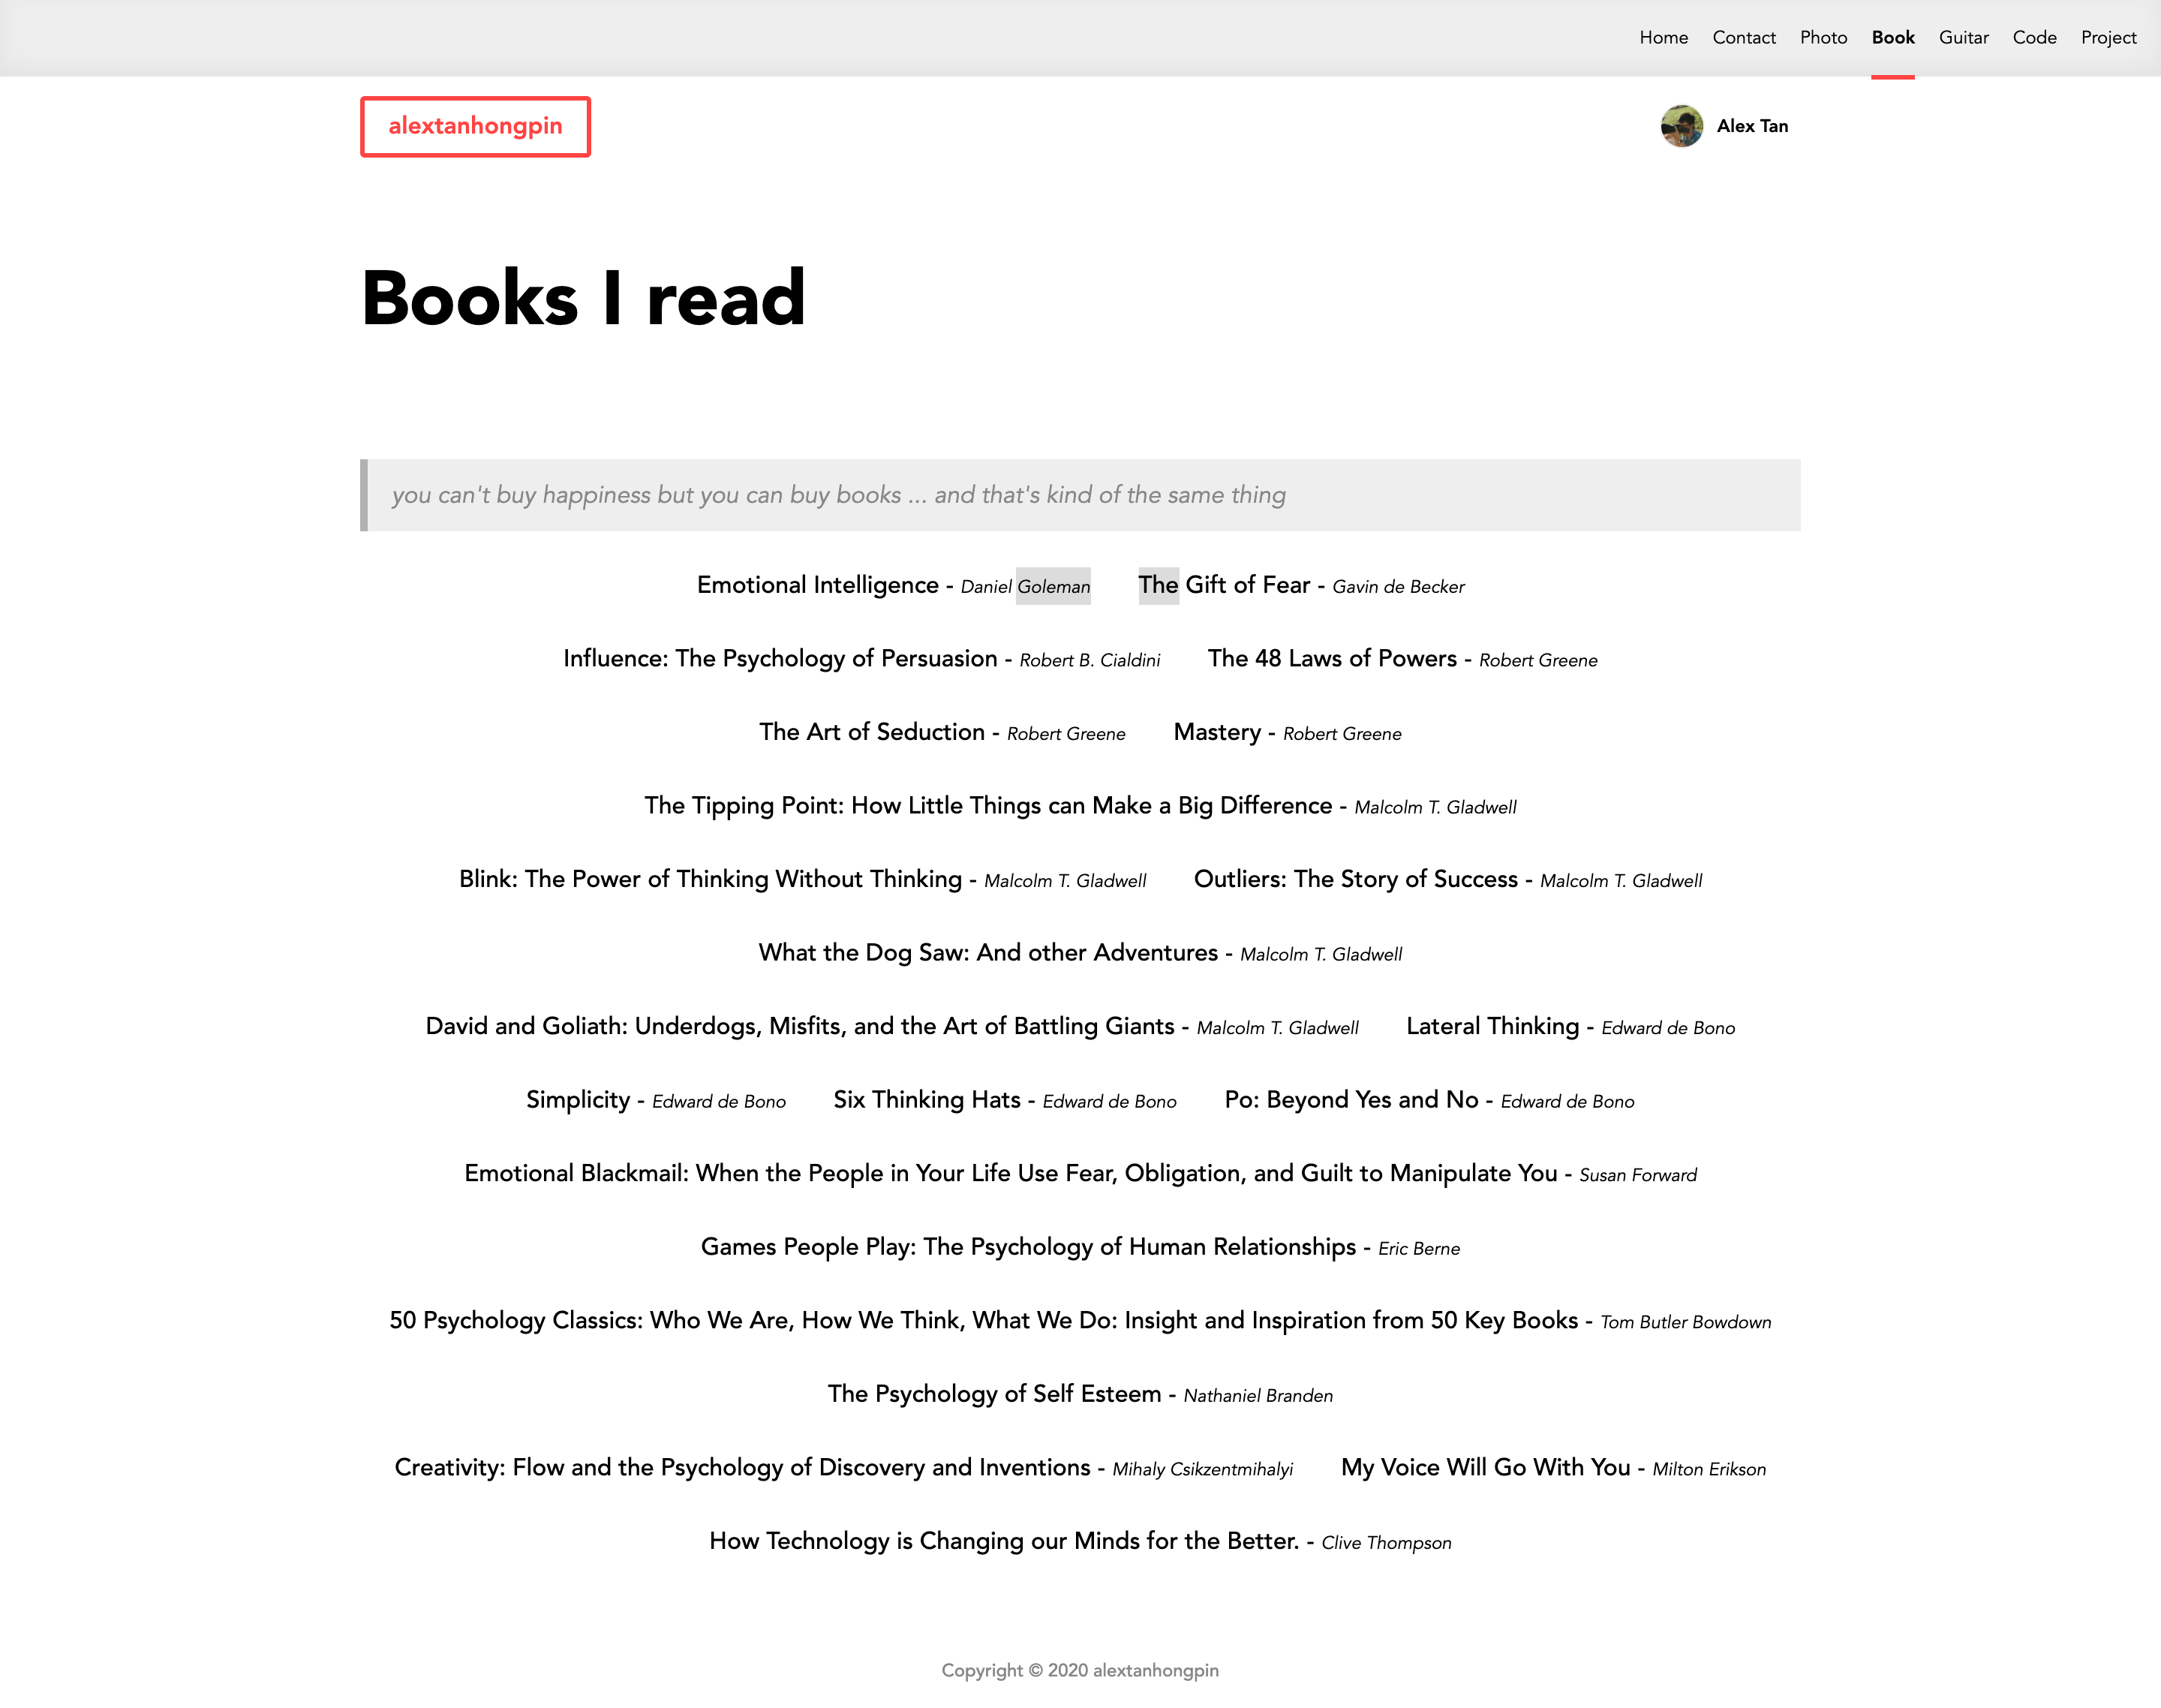 Home Contact Photo Book Guitar Code Project
alextanhongpin
Alex Tan
Books I read
you can't buy happiness but you can buy books ... and that's kind of the same thing
Emotional Intelligence - Daniel Goleman The Gift of Fear - Gavin de Becker
Influence: The Psychology of Persuasion - Robert B. Cialdini The 48 Laws of Powers - Robert Greene
The Art of Seduction - Robert Greene Mastery - Robert Greene
The Tipping Point: How Little Things can Make a Big Difference - Malcolm T. Gladwell
Blink: The Power of Thinking Without Thinking - Malcolm T. Gladwell Outliers: The Story of Success - Malcolm T. Gladwell
What the Dog Saw: And other Adventures - Malcolm T. Gladwell
David and Goliath: Underdogs, Misfits, and the Art of Battling Giants - Malcolm T. Gladwell Lateral Thinking - Edward de Bono
Simplicity - Edward de Bono Six Thinking Hats - Edward de Bono Po: Beyond Yes and No - Edward de Bono
Emotional Blackmail: When the People in Your Life Use Fear, Obligation, and Guilt to Manipulate You - Susan Forward
Games People Play: The Psychology of Human Relationships - Eric Berne
50 Psychology Classics: Who We Are, How We Think, What We Do: Insight and Inspiration from 50 Key Books - Tom Butler Bowdown
The Psychology of Self Esteem - Nathaniel Branden
Creativity: Flow and the Psychology of Discovery and Inventions - Mihaly Csikzentmihalyi My Voice Will Go With You - Milton Erikson
How Technology is Changing our Minds for the Better. - Clive Thompson
Copyright © 2020 alextanhongpin